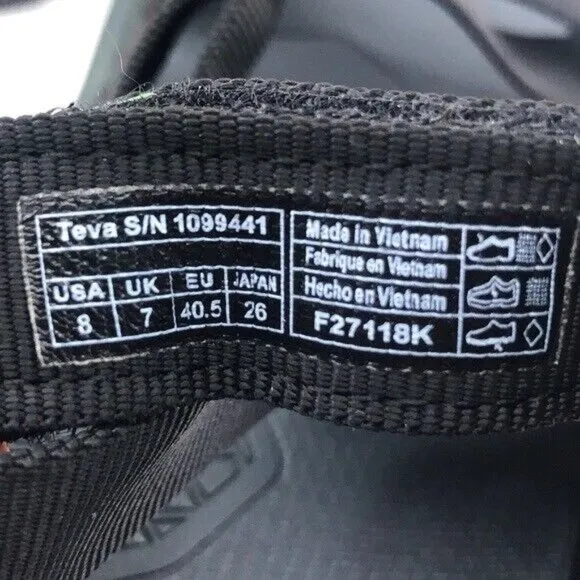 Teva S/N 1099441
USA UK EU JAPAN
8 7 40.5 26
Made in Vietnam
Fabrique en Vietnam
Hecho en Vietnam
F27118K